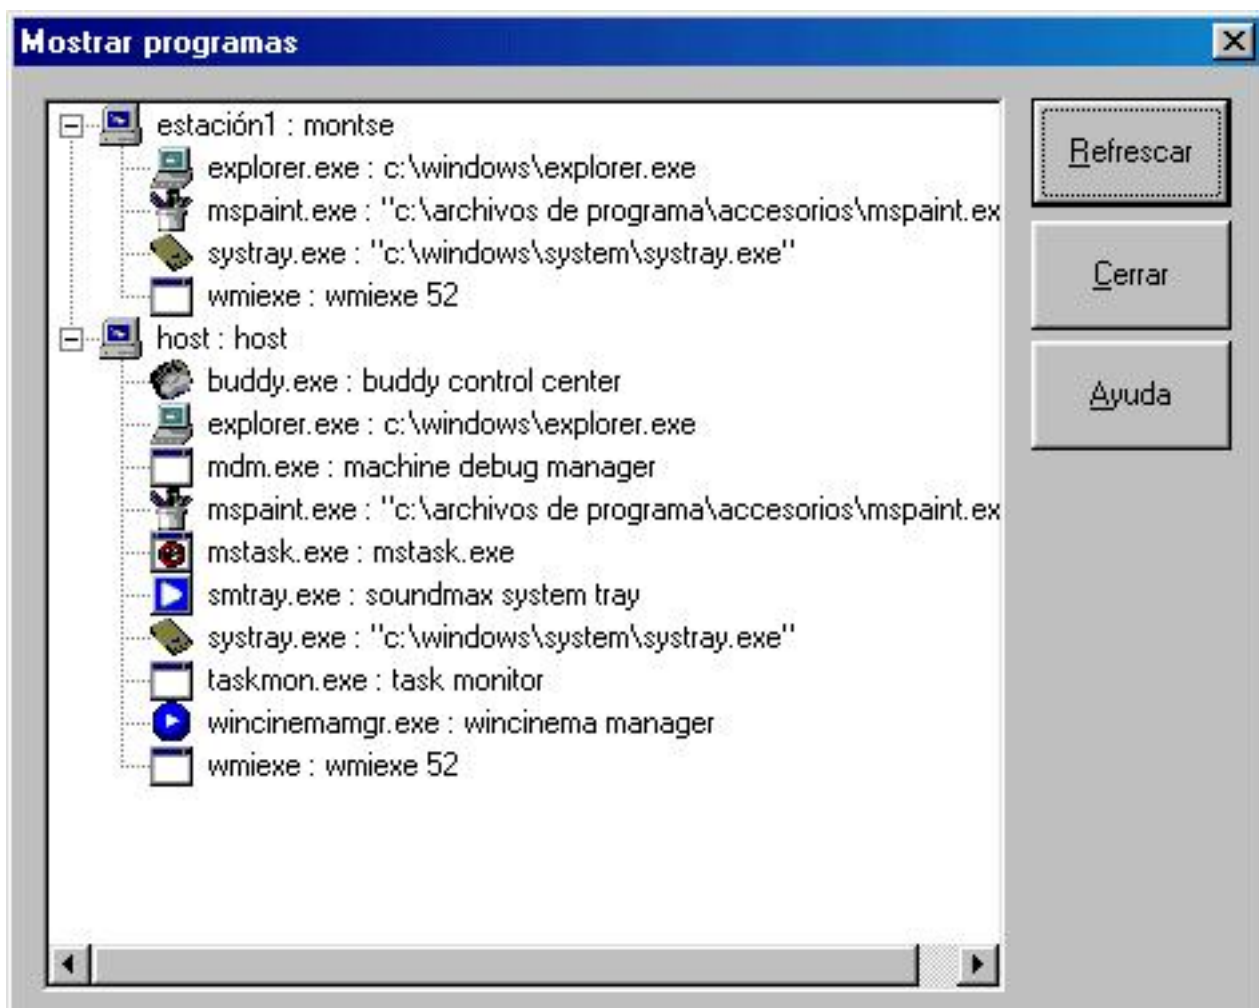 Mostrar programas
estación1 : montse
explorer.exe : c:\windows\explorer.exe
mspaint.exe : "c:\archivos de programa\accesorios\mspaint.ex
systray.exe : "c:\windows\system\systray.exe"
wmiexe : wmiexe 52
host : host
buddy.exe : buddy control center
explorer.exe : c:\windows\explorer.exe
mdm.exe : machine debug manager
mspaint.exe : "c:\archivos de programa\accesorios\mspaint.ex
mstask.exe : mstask.exe
smtray.exe : soundmax system tray
systray.exe : "c:\windows\system\systray.exe"
taskmon.exe : task monitor
wincinemamgr.exe : wincinema manager
wmiexe : wmiexe 52
Refrescar
Cerrar
Ayuda